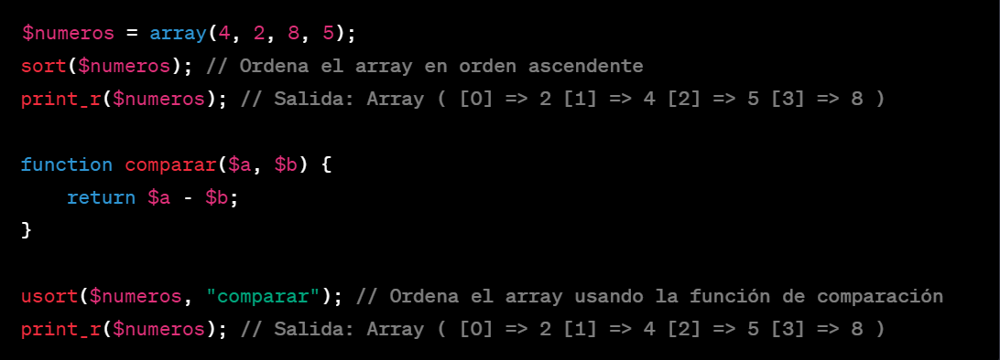 $numeros = array(4, 2, 8, 5);
sort($numeros); // Ordena el array en orden ascendente
print_r($numeros); // Salida: Array ( [0] => 2 [1] => 4 [2] => 5 [3] => 8 )
function comparar($a, $b) {
    return $a - $b;
}
usort($numeros, "comparar"); // Ordena el array usando la función de comparación
print_r($numeros); // Salida: Array ( [0] => 2 [1] => 4 [2] => 5 [3] => 8 )